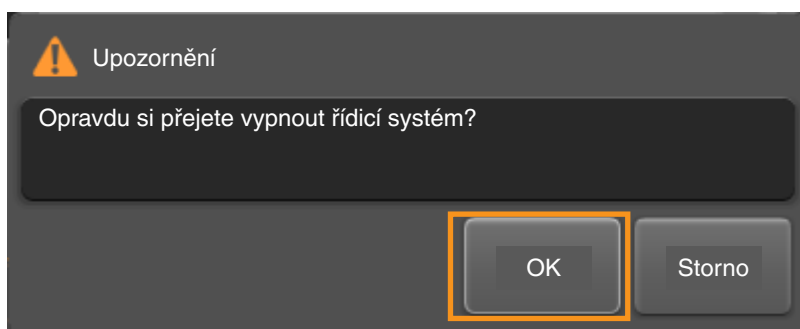 Upozornění
Opravdu si přejete vypnout řídicí systém?
OK
Storno